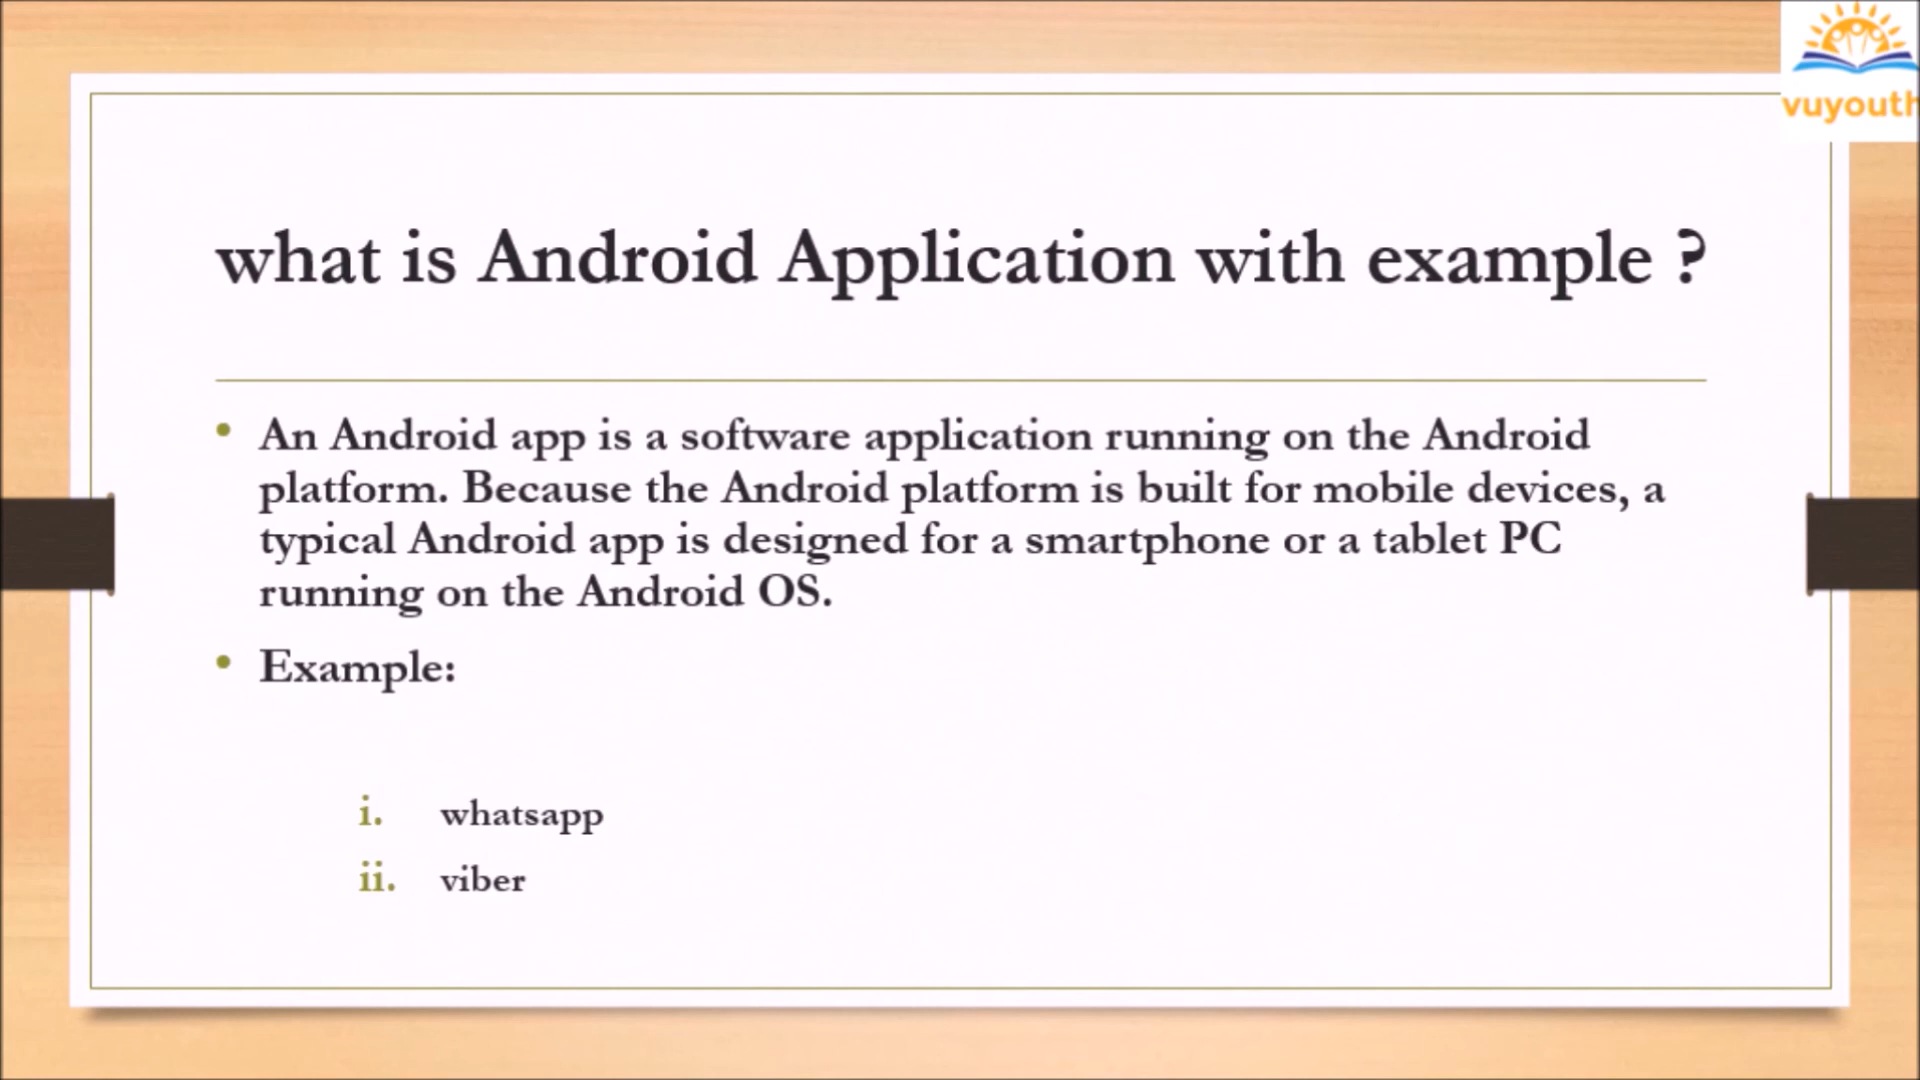 vuyouth
what is Android Application with example ?
• An Android app is a software application running on the Android
platform. Because the Android platform is built for mobile devices, a
typical Android app is designed for a smartphone or a tablet PC
running on the Android OS.
• Example:
i. whatsapp
ii. viber